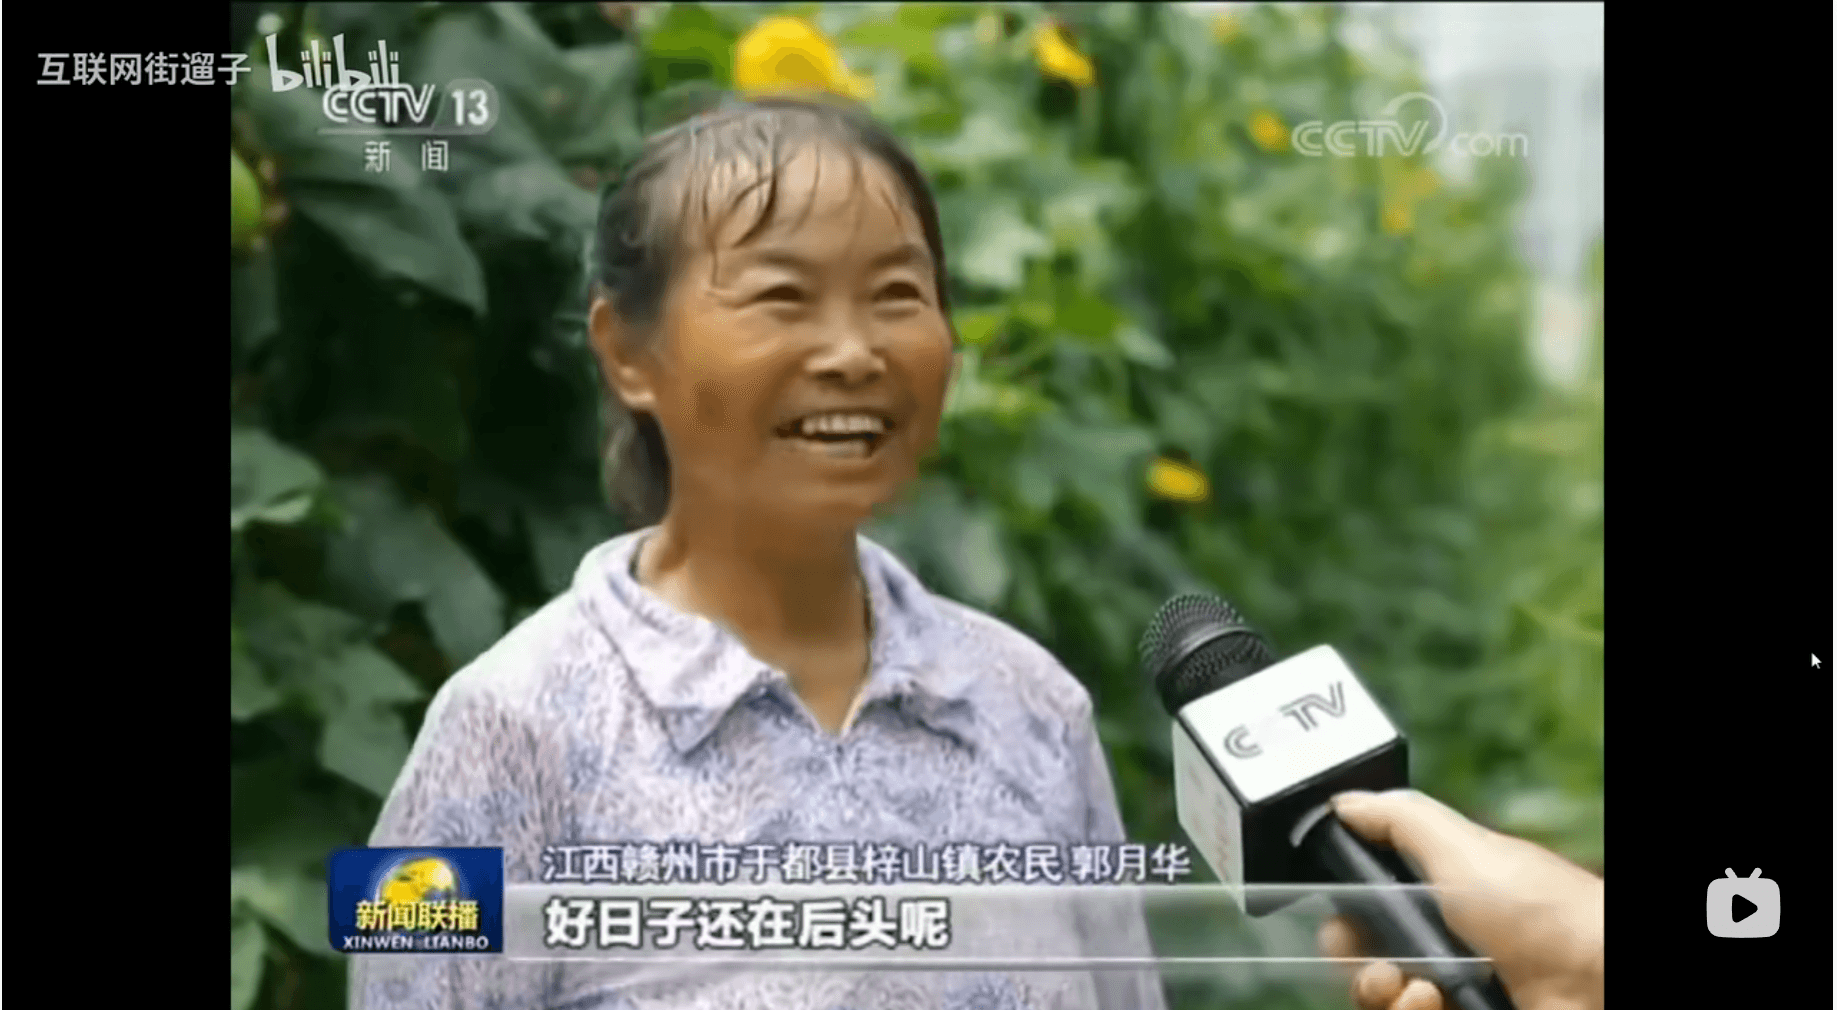 互联网街遛子 bilibili
CCTV 13
新闻
CCTV.com
CCTV
江西赣州市于都县梓山镇农民 郭月华
好日子还在后头呢
新闻联播
XINWEN LIANBO